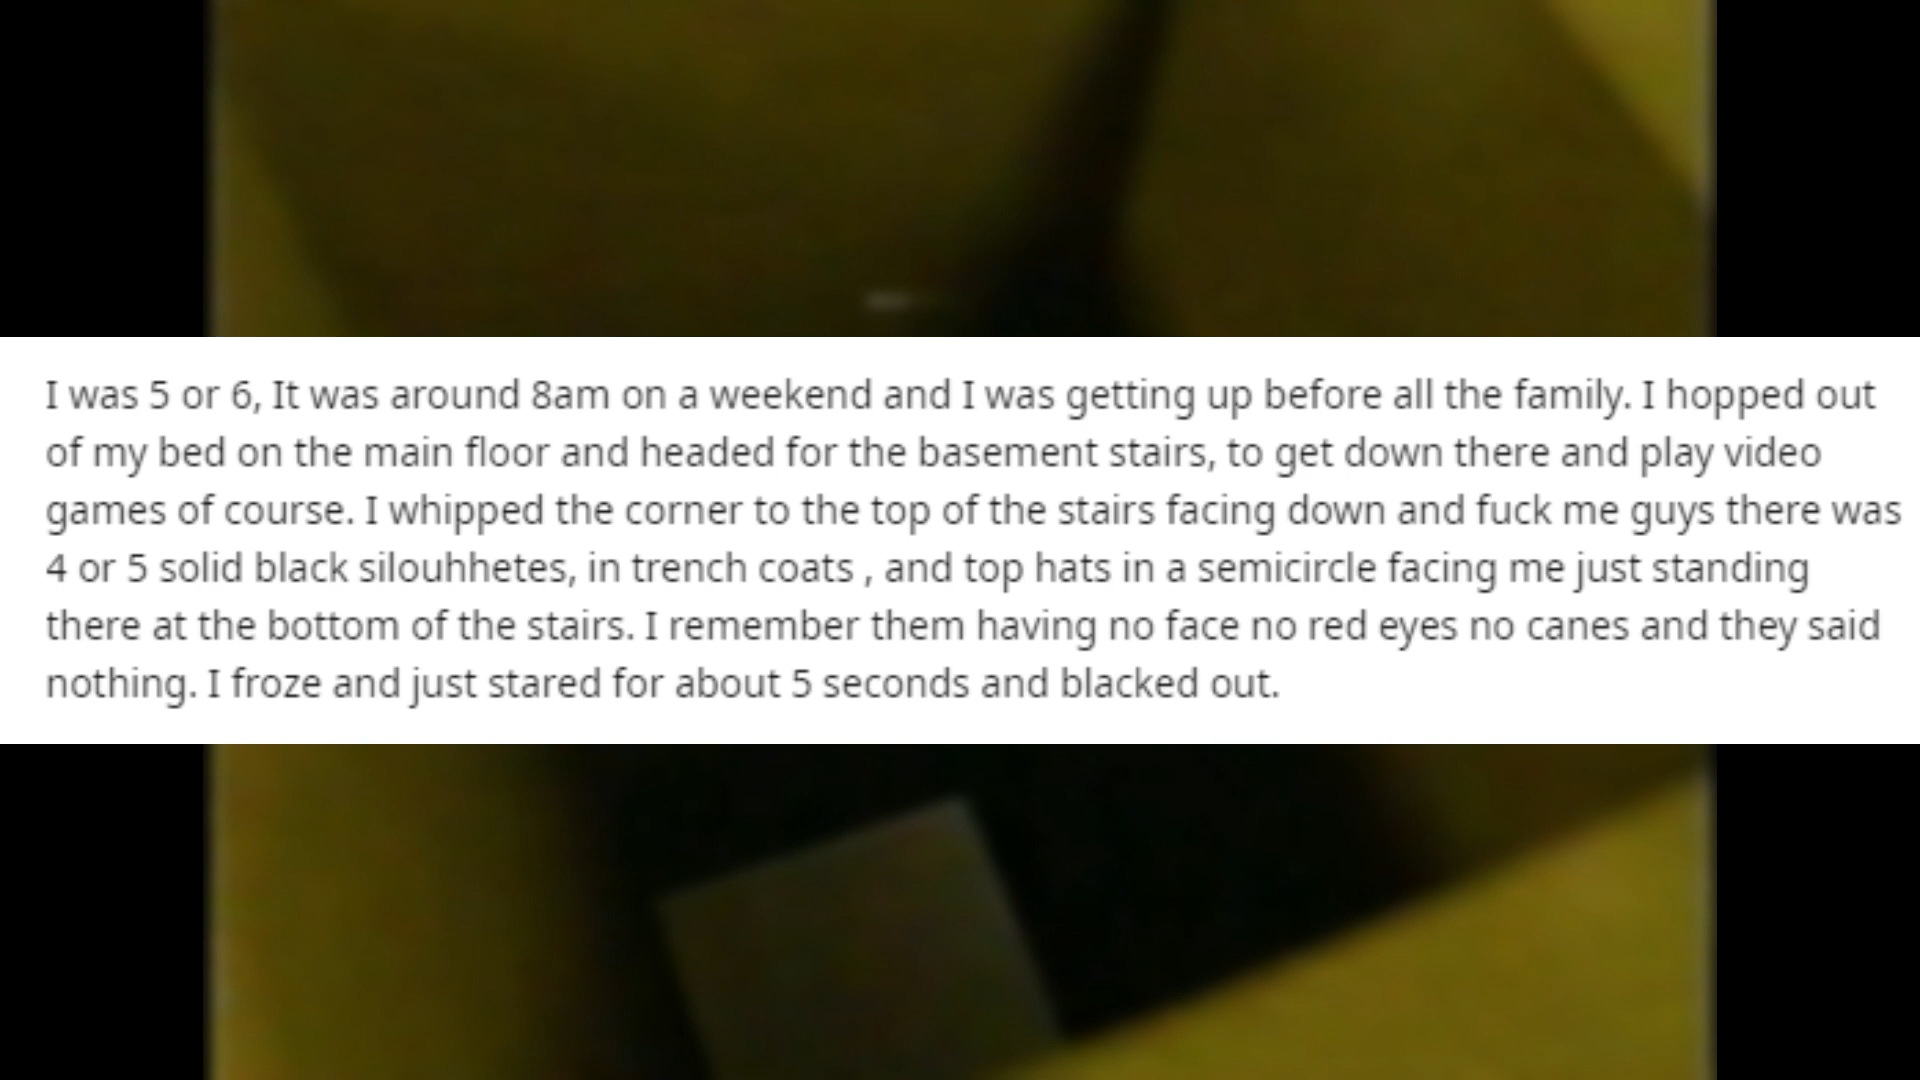 I was 5 or 6, It was around 8am on a weekend and I was getting up before all the family. I hopped out
of my bed on the main floor and headed for the basement stairs, to get down there and play video
games of course. I whipped the corner to the top of the stairs facing down and fuck me guys there was
4 or 5 solid black silouhhetes, in trench coats , and top hats in a semicircle facing me just standing
there at the bottom of the stairs. I remember them having no face no red eyes no canes and they said
nothing. I froze and just stared for about 5 seconds and blacked out.